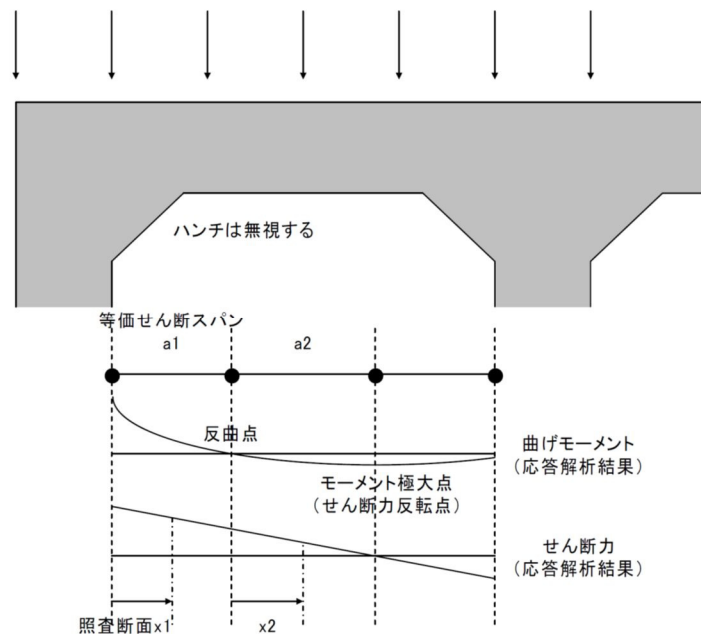 ハンチは無視する
等価せん断スパン
a1
a2
反曲点
曲げモーメント
(応答解析結果)
モーメント極大点
(せん断力反転点)
せん断力
(応答解析結果)
照査断面x1
x2